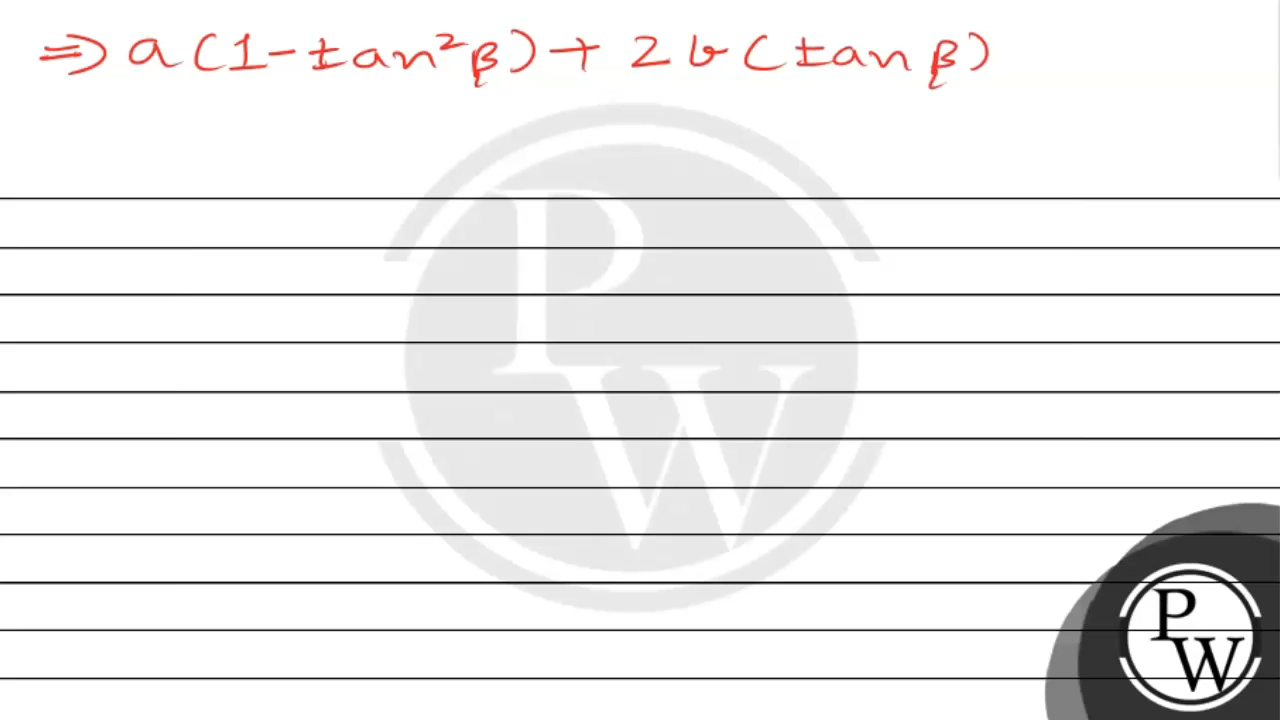 ⇒ a(1-tan²β)+2b(tanβ)
P
W
P
W